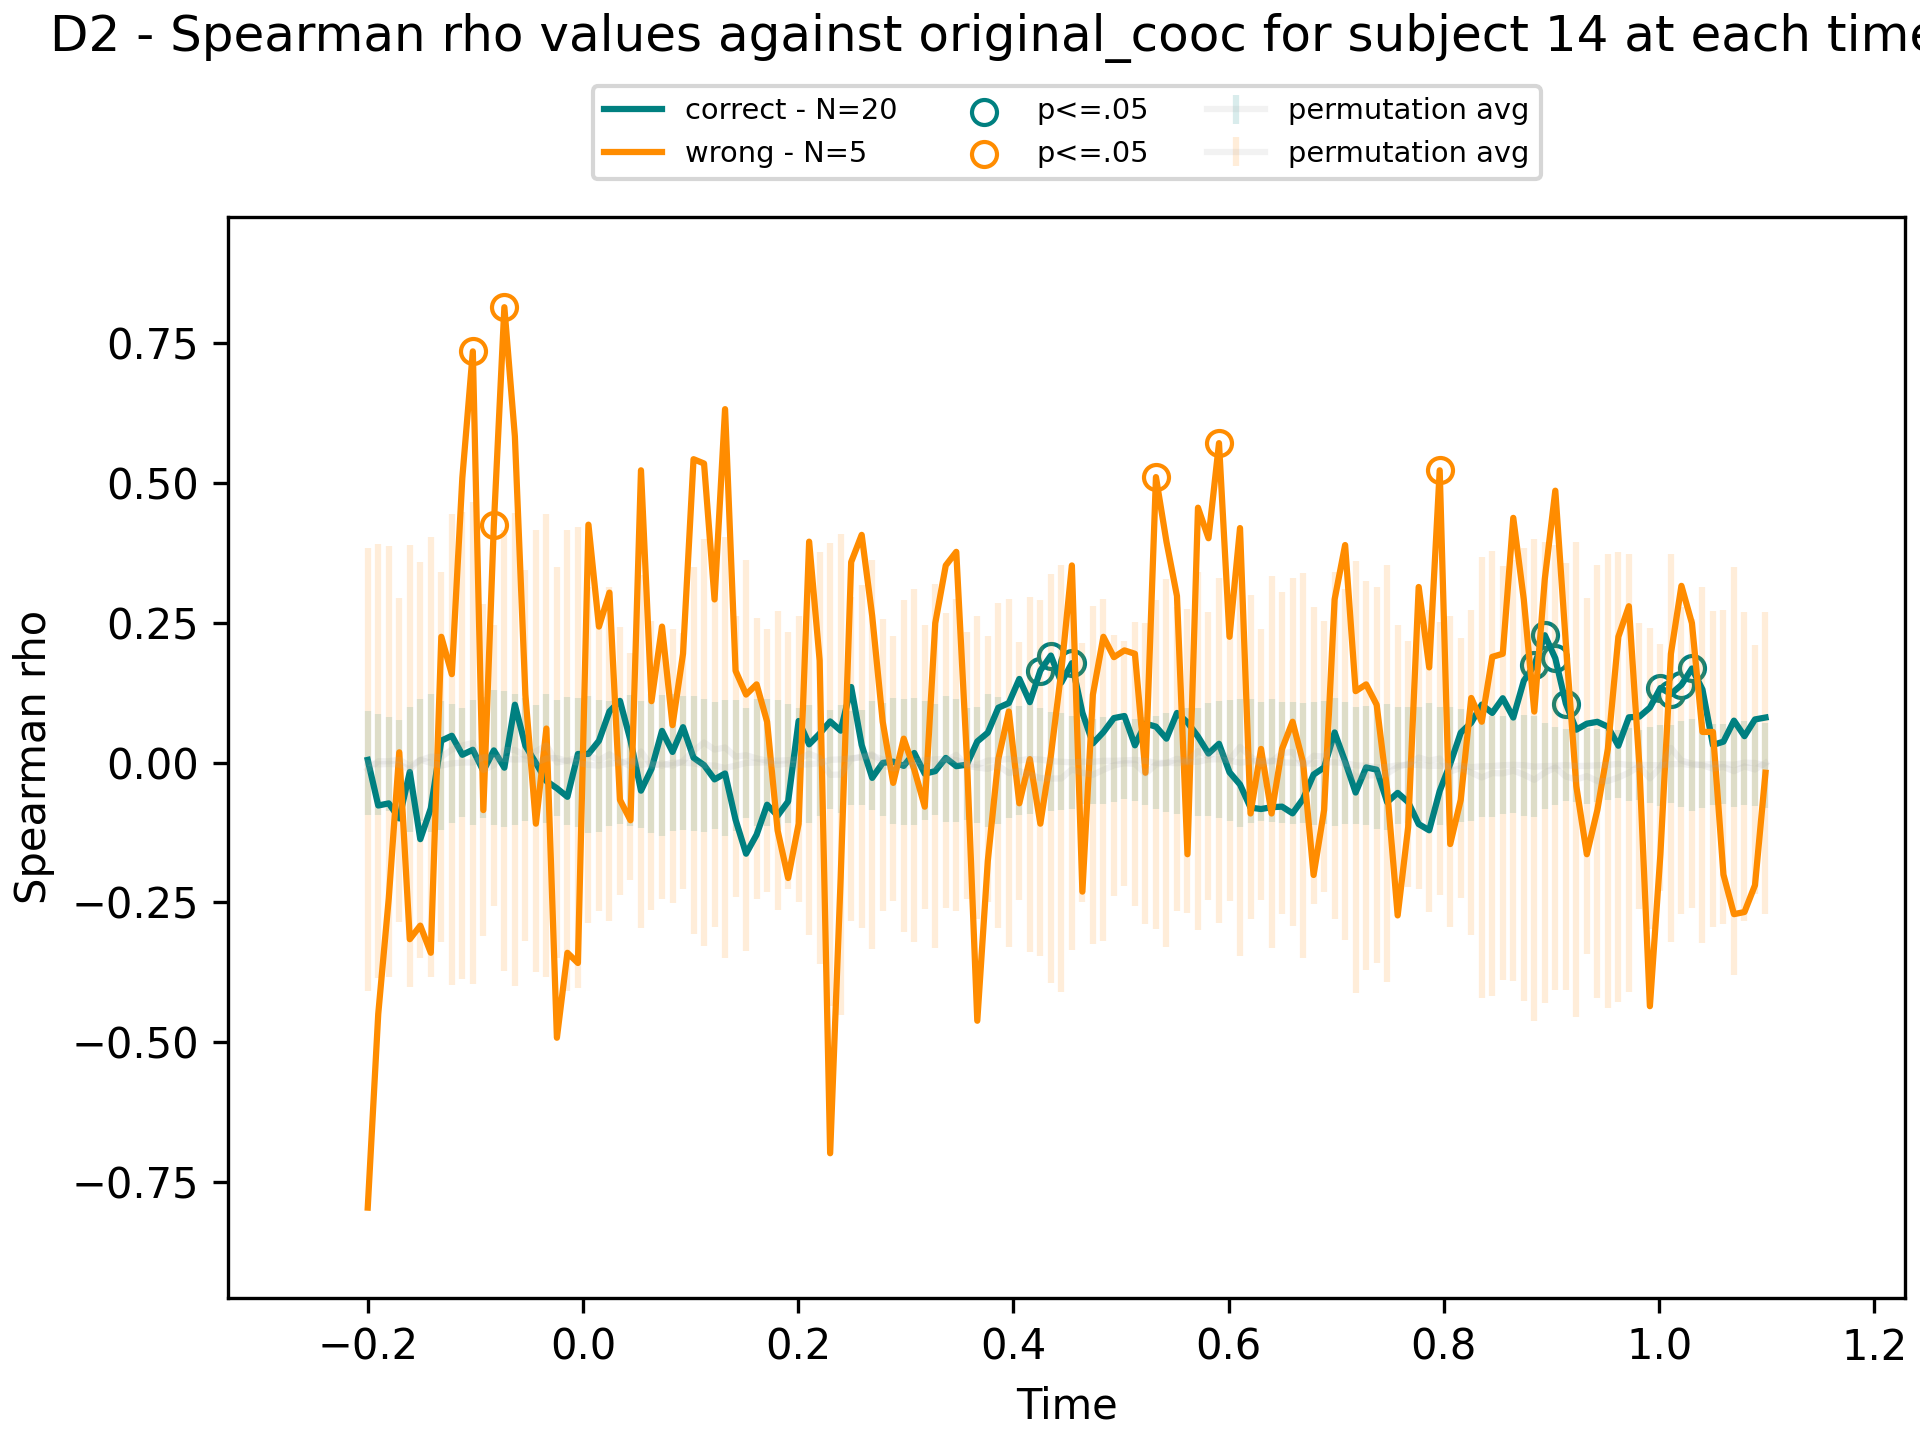 D2 - Spearman rho values against original_cooc for subject 14 at each time
correct - N=20
wrong - N=5
p<=.05
p<=.05
permutation avg
permutation avg
Spearman rho
0.75
0.50
0.25
0.00
−0.25
−0.50
−0.75
−0.2
0.0
0.2
0.4
0.6
0.8
1.0
1.2
Time